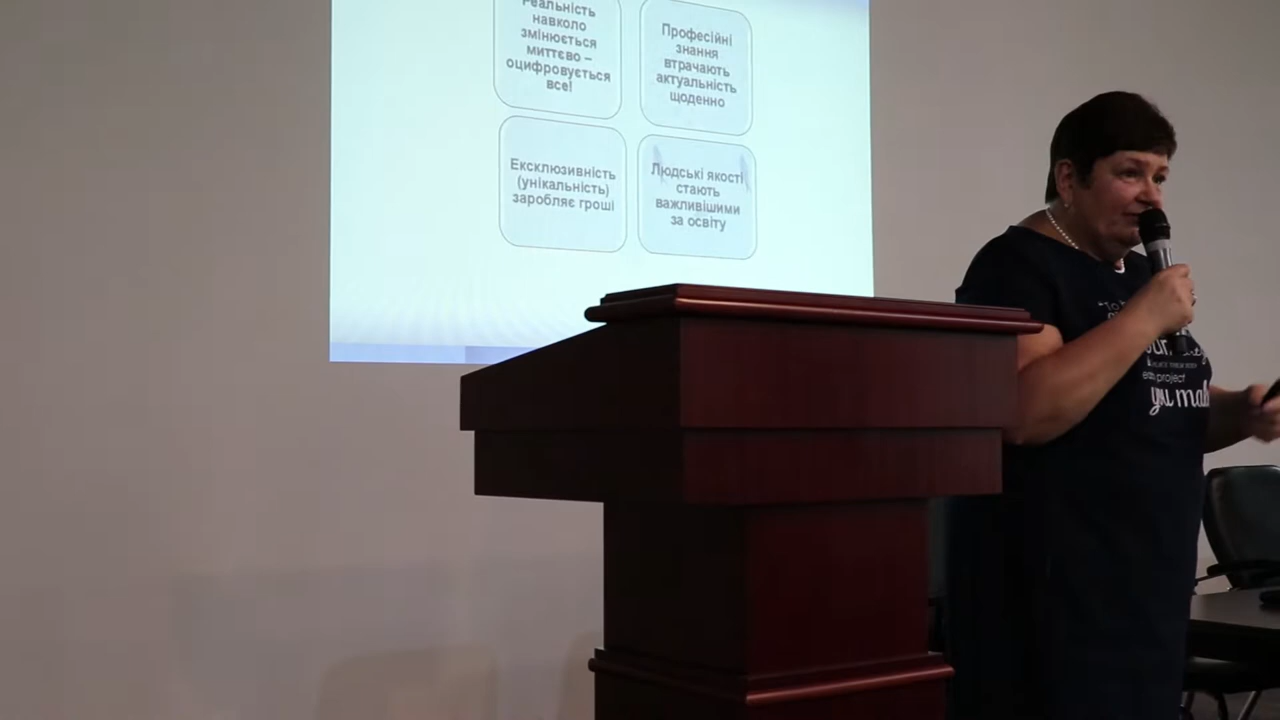 Реальність
навколо
змінюється
миттєво –
оцифровується
все!
Професійні
знання
втрачають
актуальність
щоденно
Ексклюзивність
(унікальність)
заробляє гроші
Людські якості
стають
важливішими
за освіту
project
you